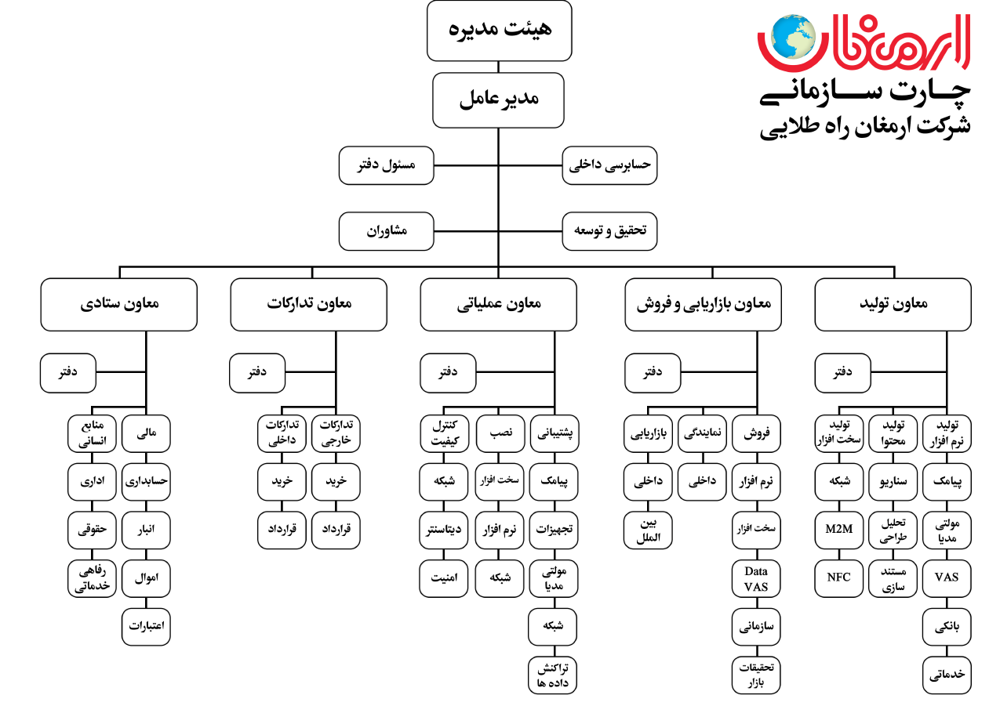 ارمغان
چارت سازمانی
شرکت ارمغان راه طلایی
هیئت مدیره
مدیر عامل
حسابرسی داخلی
مسئول دفتر
تحقیق و توسعه
مشاوران
معاون تولید
معاون بازاریابی و فروش
معاون عملیاتی
معاون تدارکات
معاون ستادی
دفتر
دفتر
دفتر
دفتر
دفتر
تولید
نرم افزار
پیامک
مولتی
مدیا
VAS
بانکی
خدماتی
تولید
محتوا
سناریو
تحلیل
طراحی
مستند
سازی
تولید
سخت افزار
شبکه
M2M
NFC
فروش
نرم افزار
سخت افزار
Data
VAS
سازمانی
تحقیقات
بازار
نمایندگی
داخلی
بازاریابی
داخلی
بین
الملل
پشتیبانی
پیامک
تجهیزات
مولتی
مدیا
شبکه
تراکنش
داده ها
نصب
سخت افزار
نرم افزار
شبکه
کنترل
کیفیت
شبکه
دیتاسنتر
امنیت
تدارکات
خارجی
خرید
قرارداد
تدارکات
داخلی
خرید
قرارداد
مالی
حسابداری
انبار
اموال
اعتبارات
منابع
انسانی
اداری
حقوقی
رفاهی
خدماتی